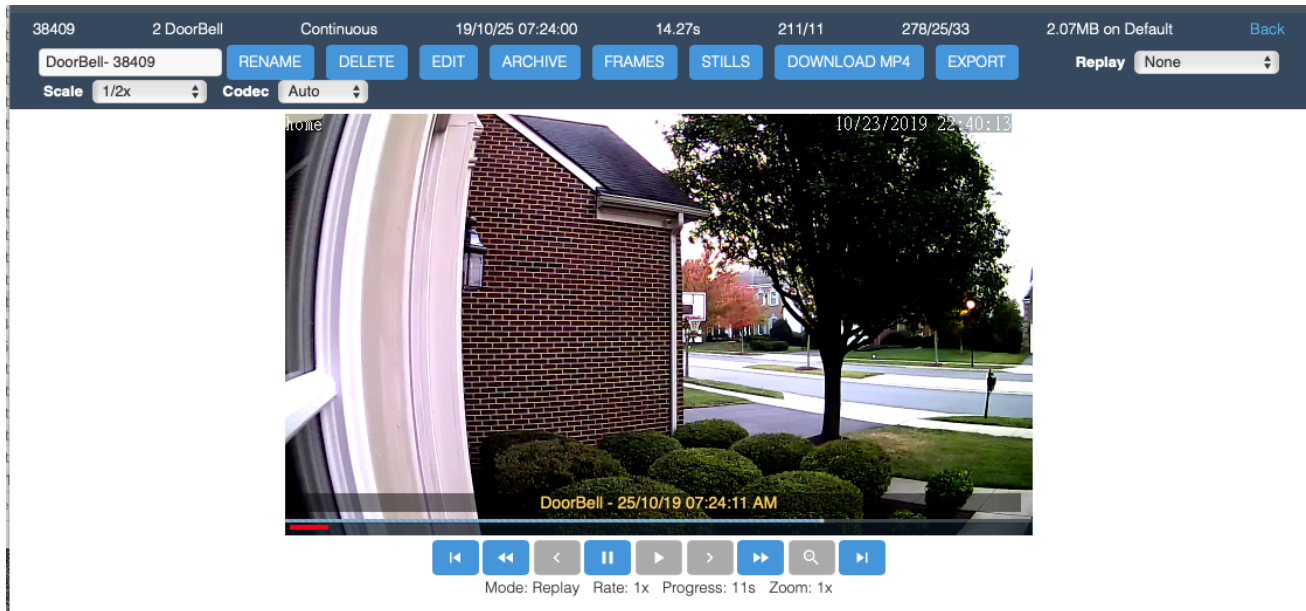 38409 2 DoorBell Continuous 19/10/25 07:24:00 14.27s 211/11 278/25/33 2.07MB on Default Back
DoorBell- 38409 RENAME DELETE EDIT ARCHIVE FRAMES STILLS DOWNLOAD MP4 EXPORT Replay None
Scale 1/2x Codec Auto
home 10/23/2019 22:40:13
DoorBell - 25/10/19 07:24:11 AM
Mode: Replay Rate: 1x Progress: 11s Zoom: 1x